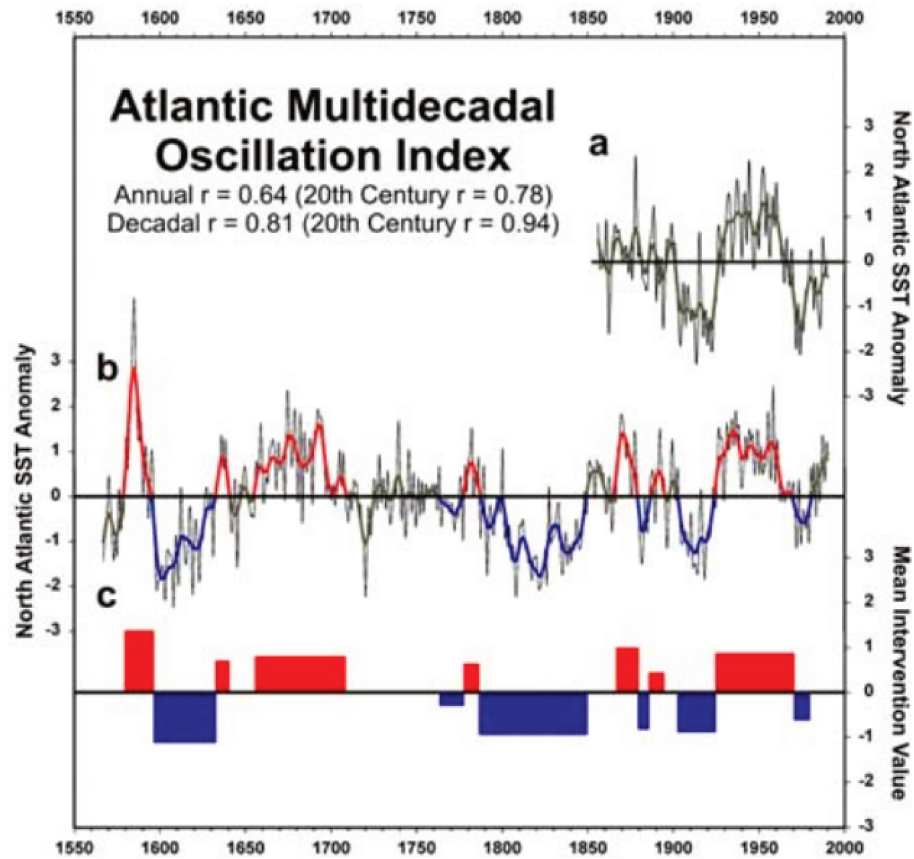 1550 1600 1650 1700 1750 1800 1850 1900 1950 2000
Atlantic Multidecadal
Oscillation Index
Annual r = 0.64 (20th Century r = 0.78)
Decadal r = 0.81 (20th Century r = 0.94)
a
3
2
1
0
-1
-2
-3
North Atlantic SST Anomaly
b
3
2
1
0
-1
-2
-3
North Atlantic SST Anomaly
c
3
2
1
0
-1
-2
-3
Mean Intervention Value
1550 1600 1650 1700 1750 1800 1850 1900 1950 2000